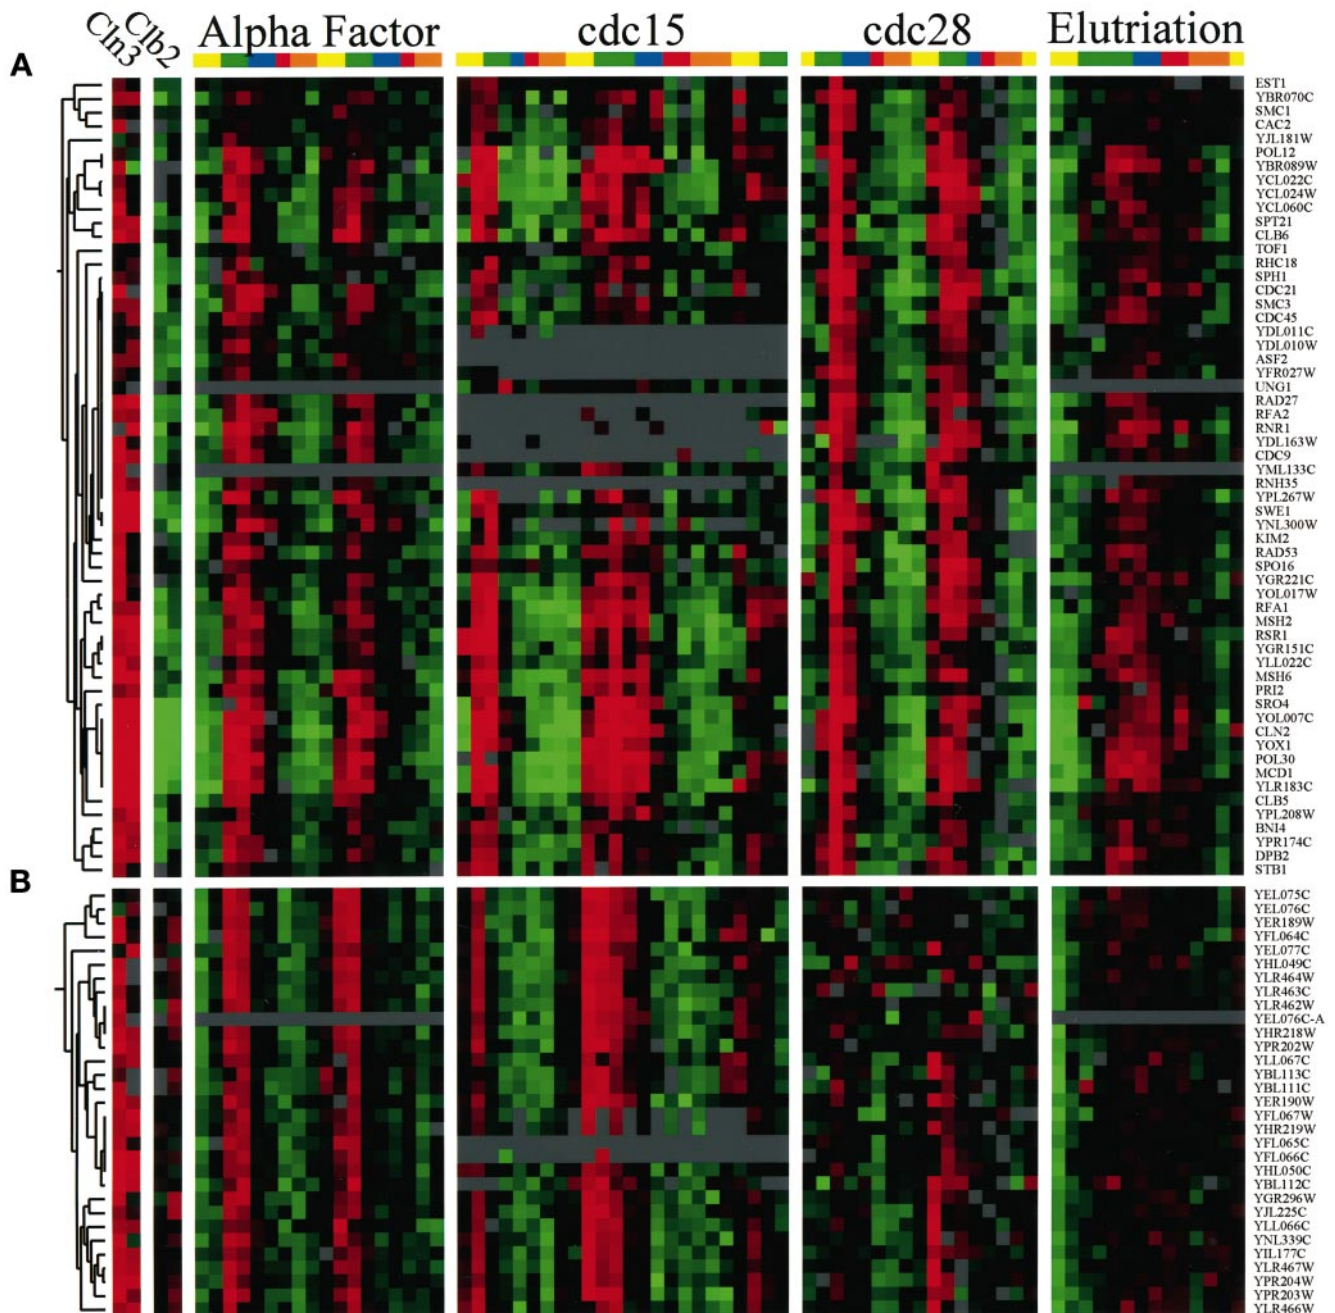 Cln3 Clb2 Alpha Factor cdc15 cdc28 Elutriation
A
EST1
YBR070C
SMC1
CAC2
YJL181W
POL12
YBR089W
YCL022C
YCL024W
YCL060C
SPT21
CLB6
TOF1
RHC18
SPH1
CDC21
SMC3
CDC45
YDL011C
YDL010W
ASF2
YFR027W
UNG1
RAD27
RFA2
RNR1
YDL163W
CDC9
YML133C
RNH35
YPL267W
SWE1
YNL300W
KIM2
RAD53
SPO16
YGR221C
YOL017W
RFA1
MSH2
RSR1
YGR151C
YLL022C
MSH6
PRI2
SRO4
YOL007C
CLN2
YOX1
POL30
MCD1
YLR183C
CLB5
YPL208W
BNI4
YPR174C
DPB2
STB1
B
YEL075C
YEL076C
YER189W
YFL064C
YEL077C
YHL049C
YLR464W
YLR463C
YLR462W
YEL076C-A
YHR218W
YPR202W
YLL067C
YBL113C
YBL111C
YER190W
YFL067W
YHR219W
YFL065C
YFL066C
YHL050C
YBL112C
YGR296W
YJL225C
YLL066C
YNL339C
YIL177C
YLR467W
YPR204W
YPR203W
YLR466W